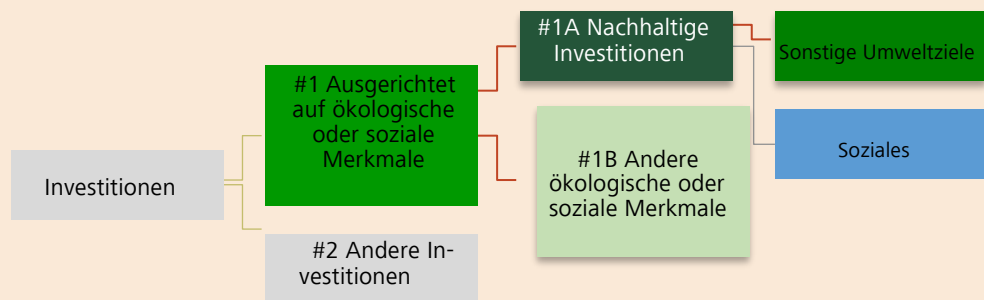 Investitionen
#1 Ausgerichtet
auf ökologische
oder soziale
Merkmale
#2 Andere In-
vestitionen
#1A Nachhaltige
Investitionen
#1B Andere
ökologische oder
soziale Merkmale
Sonstige Umweltziele
Soziales